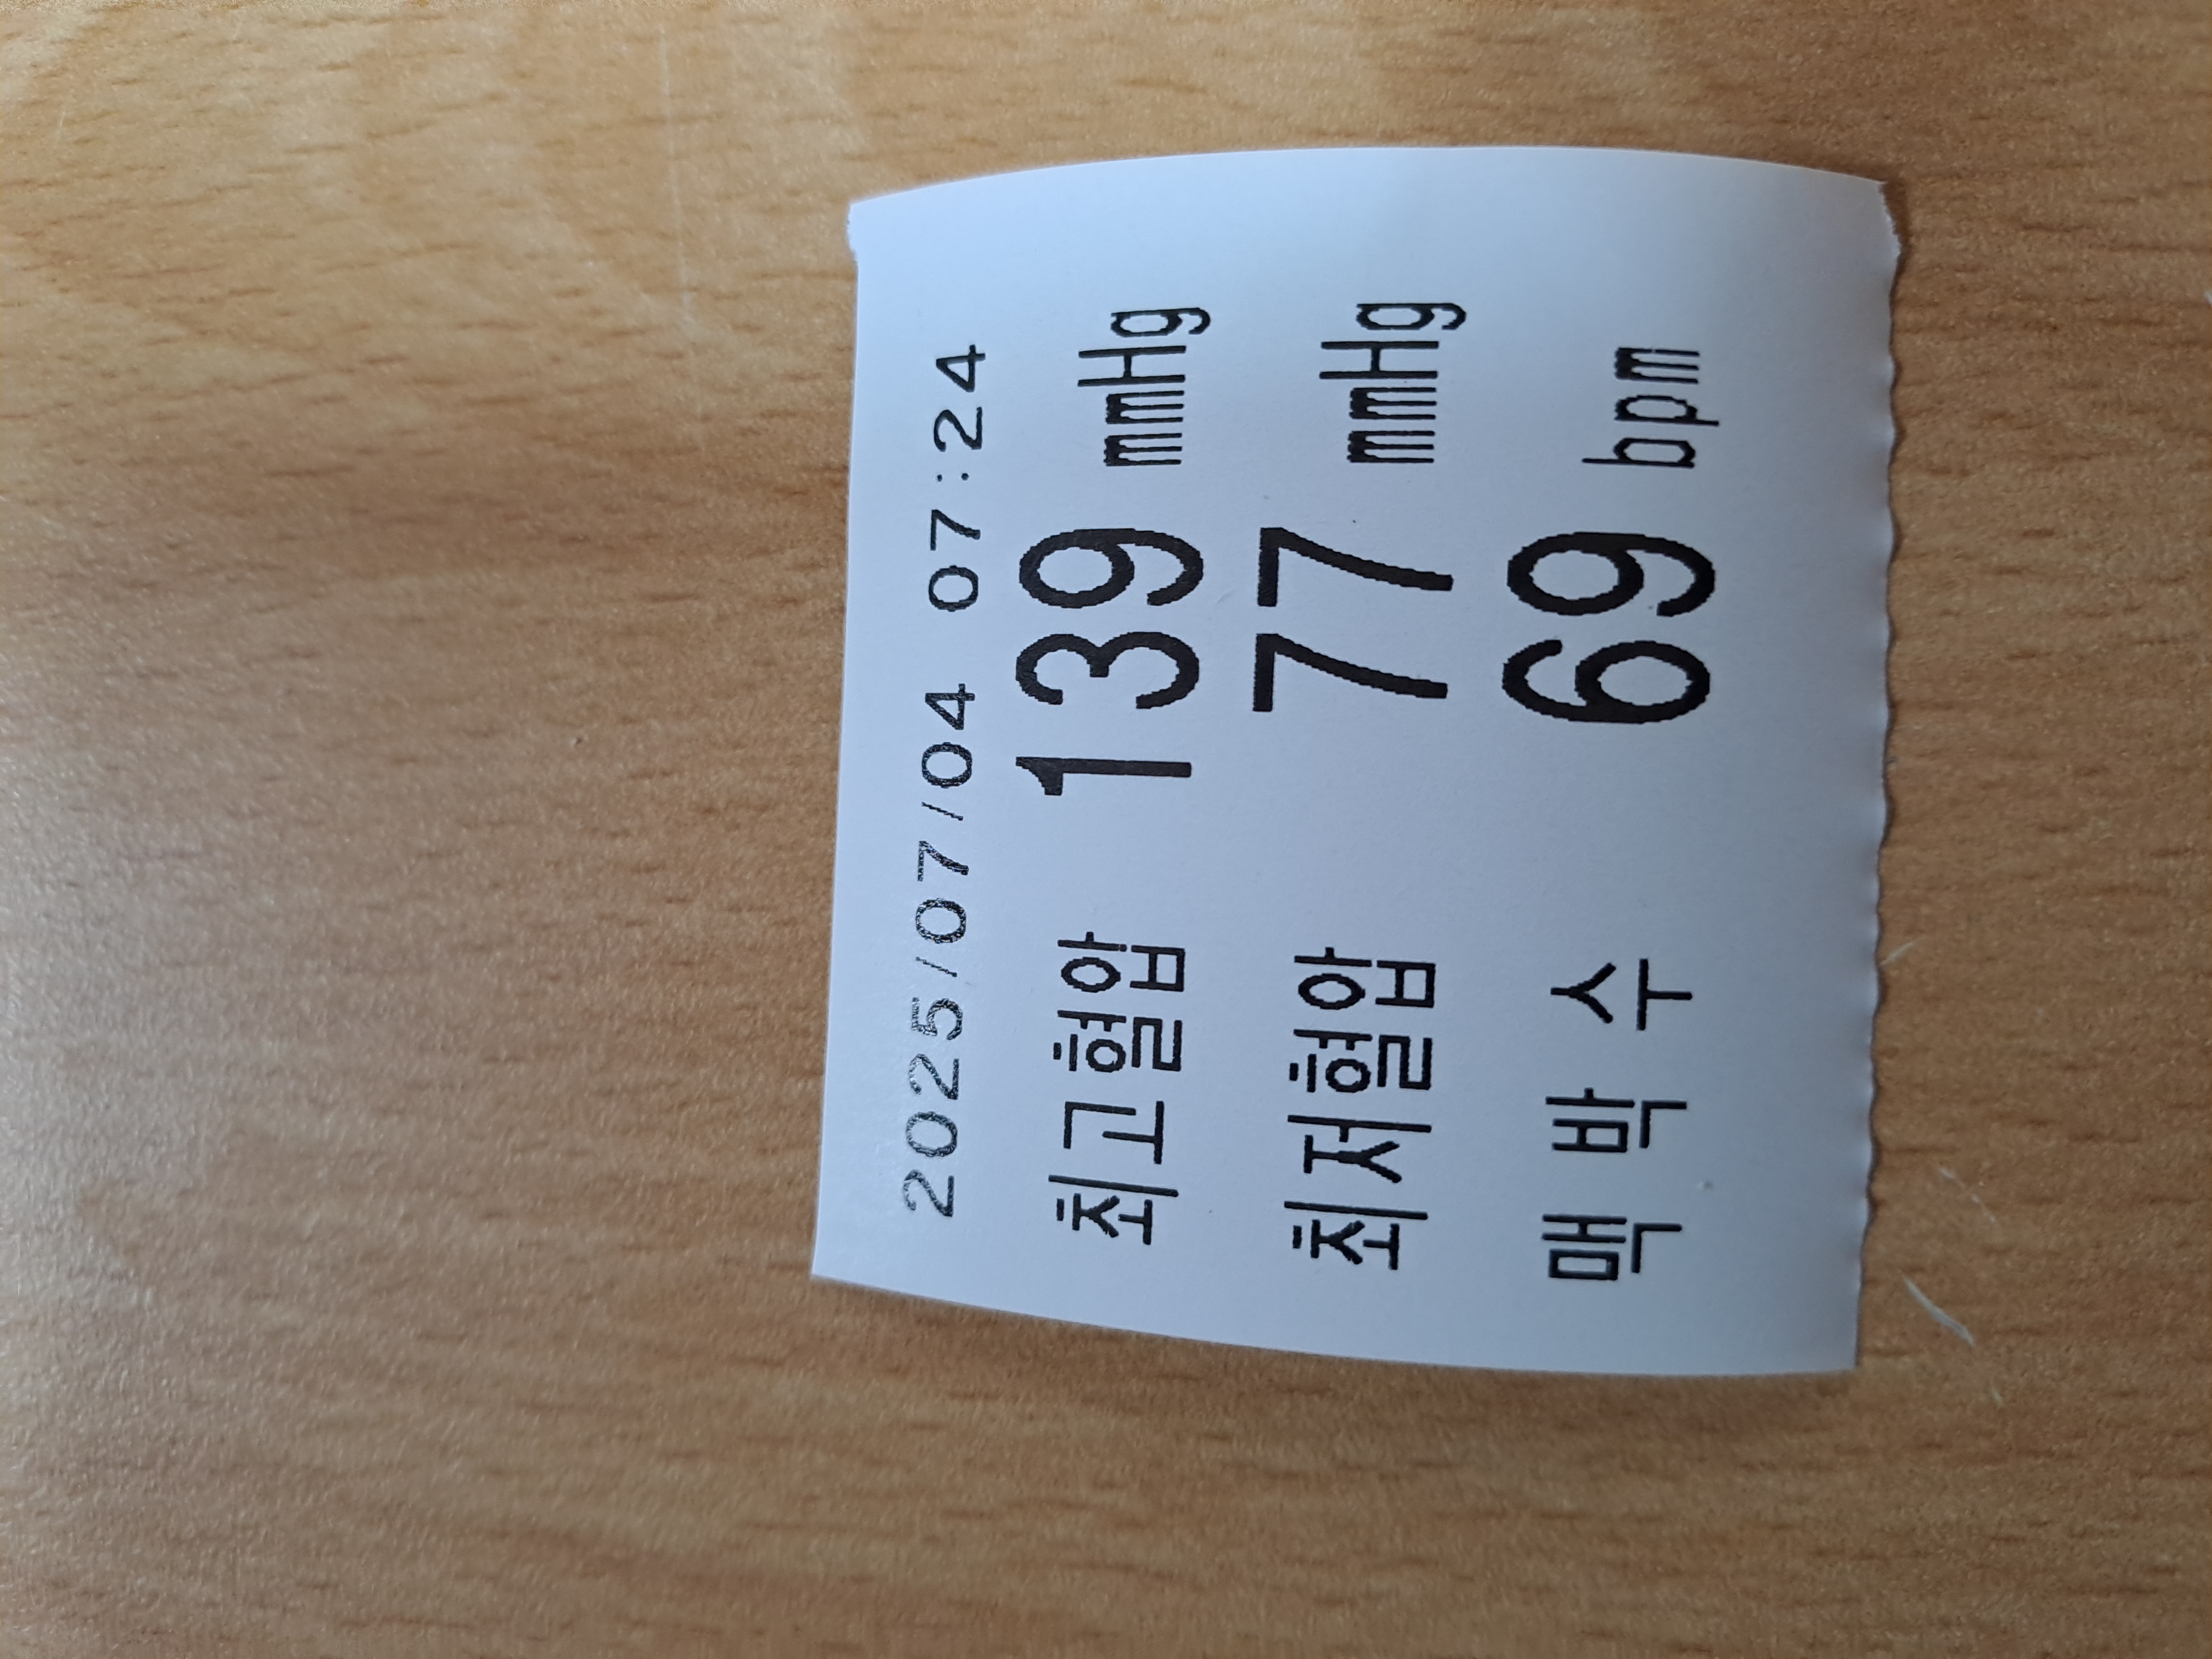 2025/07/04 07:24
최고혈압 139 mmHg
최저혈압 77 mmHg
맥 박 수 69 bpm